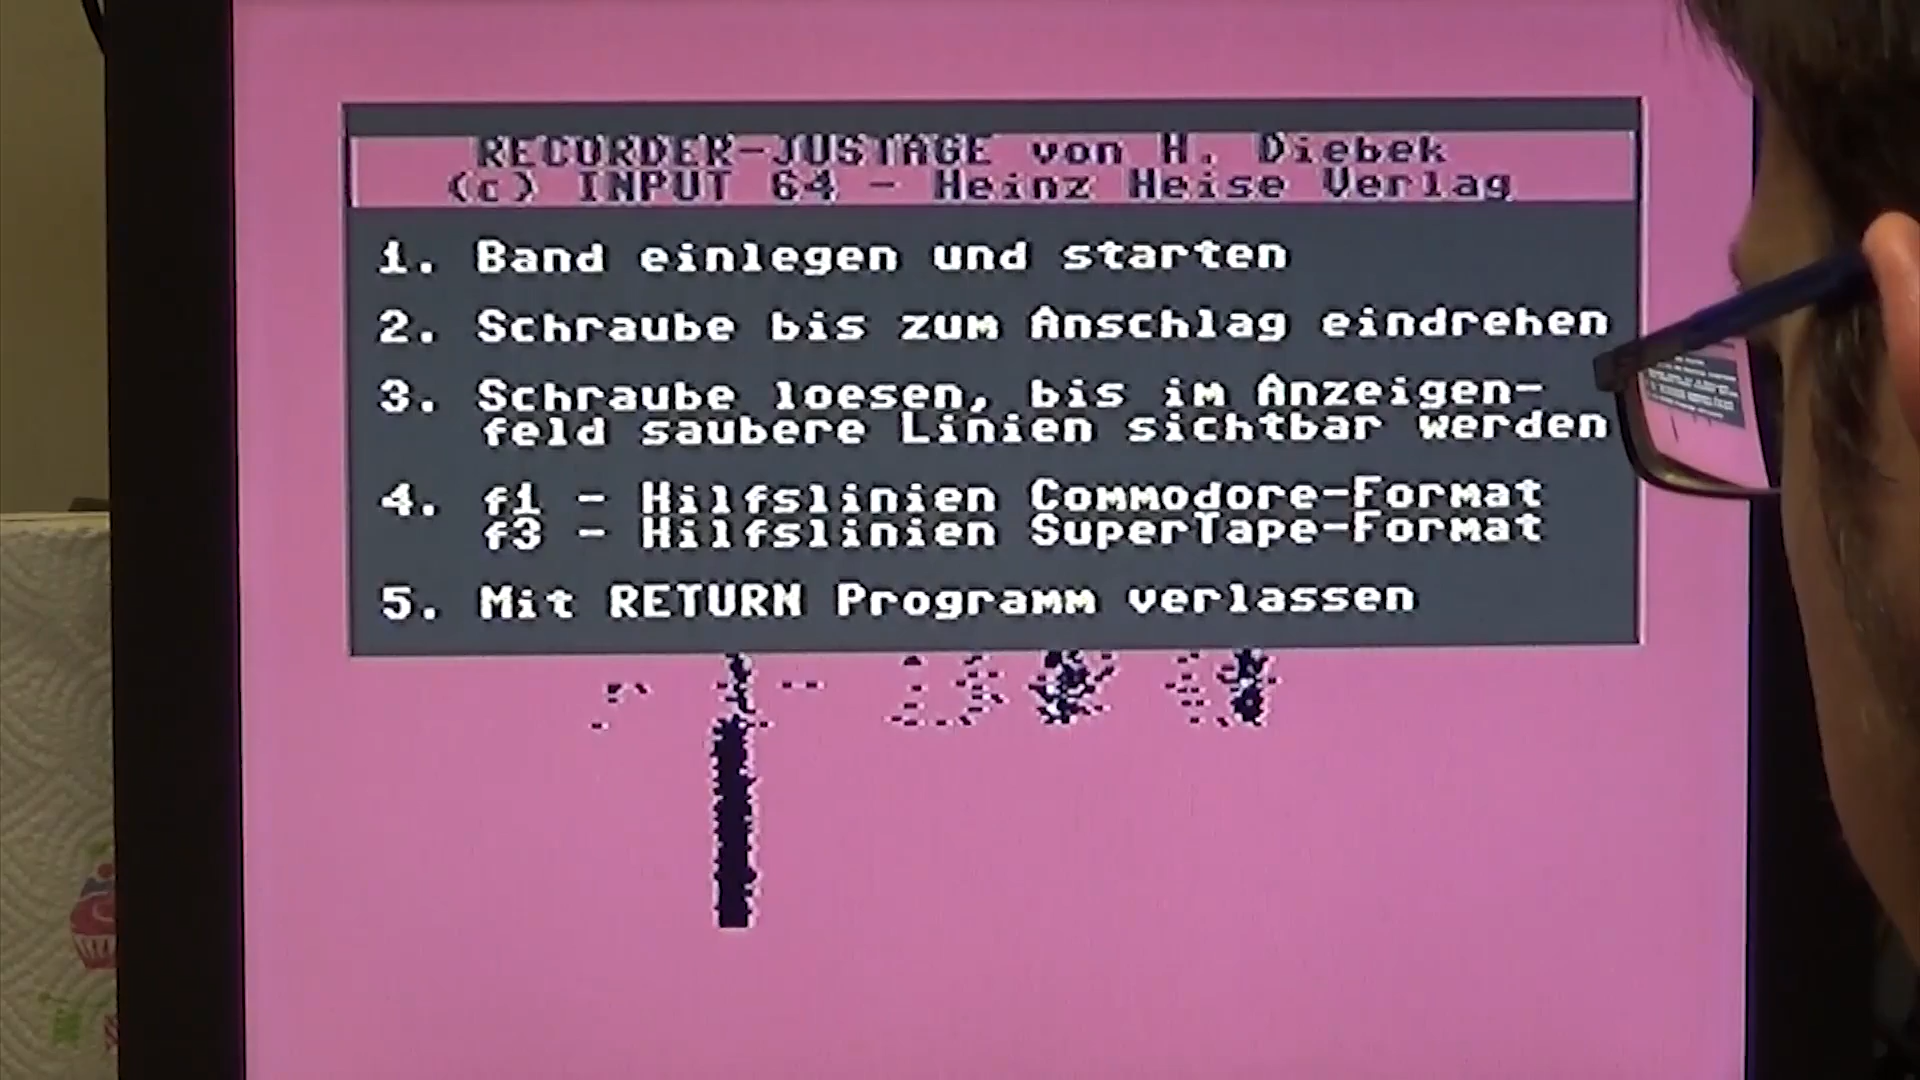 RECORDER-JUSTAGE von H. Diebek
(c) INPUT 64 - Heinz Heise Verlag
1. Band einlegen und starten
2. Schraube bis zum Anschlag eindrehen
3. Schraube loesen, bis im Anzeigen-
feld saubere Linien sichtbar werden
4. f1 - Hilfslinien Commodore-Format
f3 - Hilfslinien SuperTape-Format
5. Mit RETURN Programm verlassen